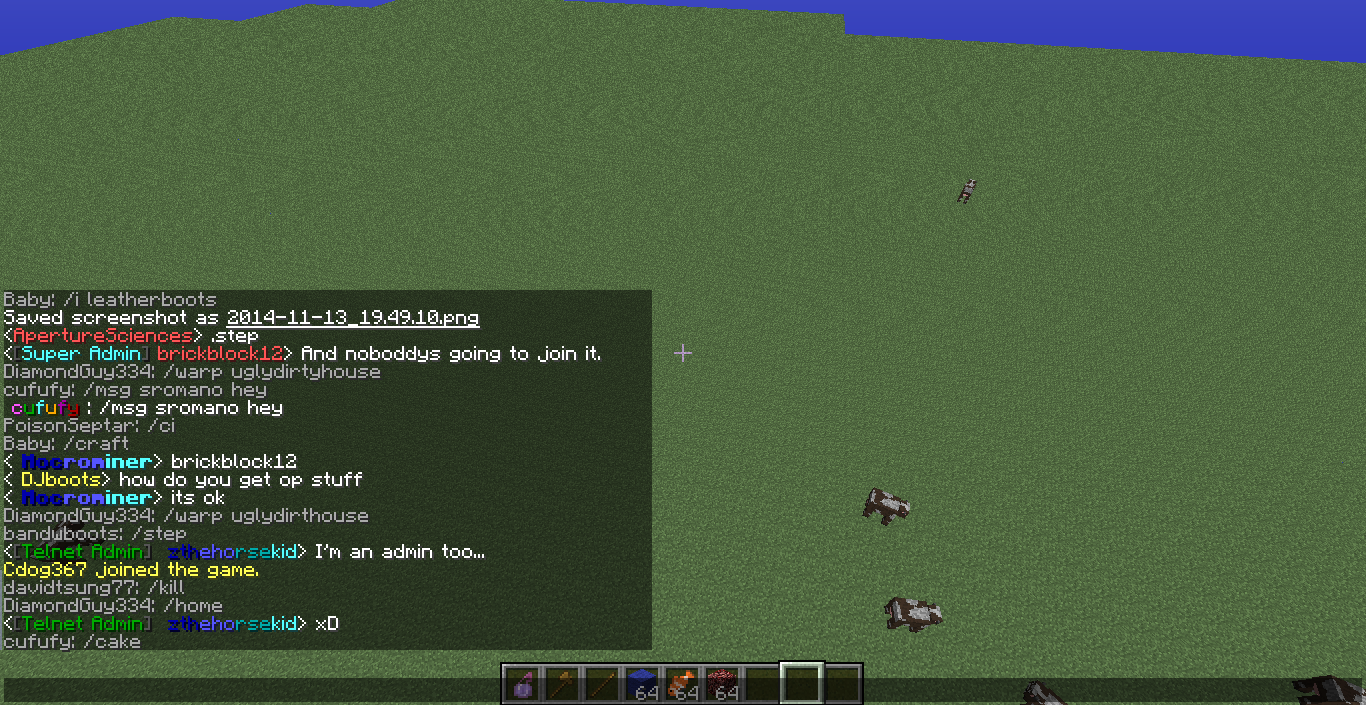 Baby: /i leatherboots
Saved screenshot as 2014-11-13_19.49.10.png
<ApertureSciences> .step
<[Super Admin] brickblock12> And noboddys going to join it.
DiamondGuy334: /warp uglydirtyhouse
cufufy: /msg sromano hey
cufufy : /msg sromano hey
PoisonSeptar: /ci
Baby: /craft
< Nocrominer> brickblock12
< DJboots> how do you get op stuff
< Nocrominer> its ok
DiamondGuy334: /warp uglydirthouse
bandwboots: /step
<[Telnet Admin] zthehorsekid> I'm an admin too...
Cdog367 joined the game.
davidtsung77: /kill
DiamondGuy334: /home
<[Telnet Admin] zthehorsekid> xD
cufufy: /cake
64 64 64